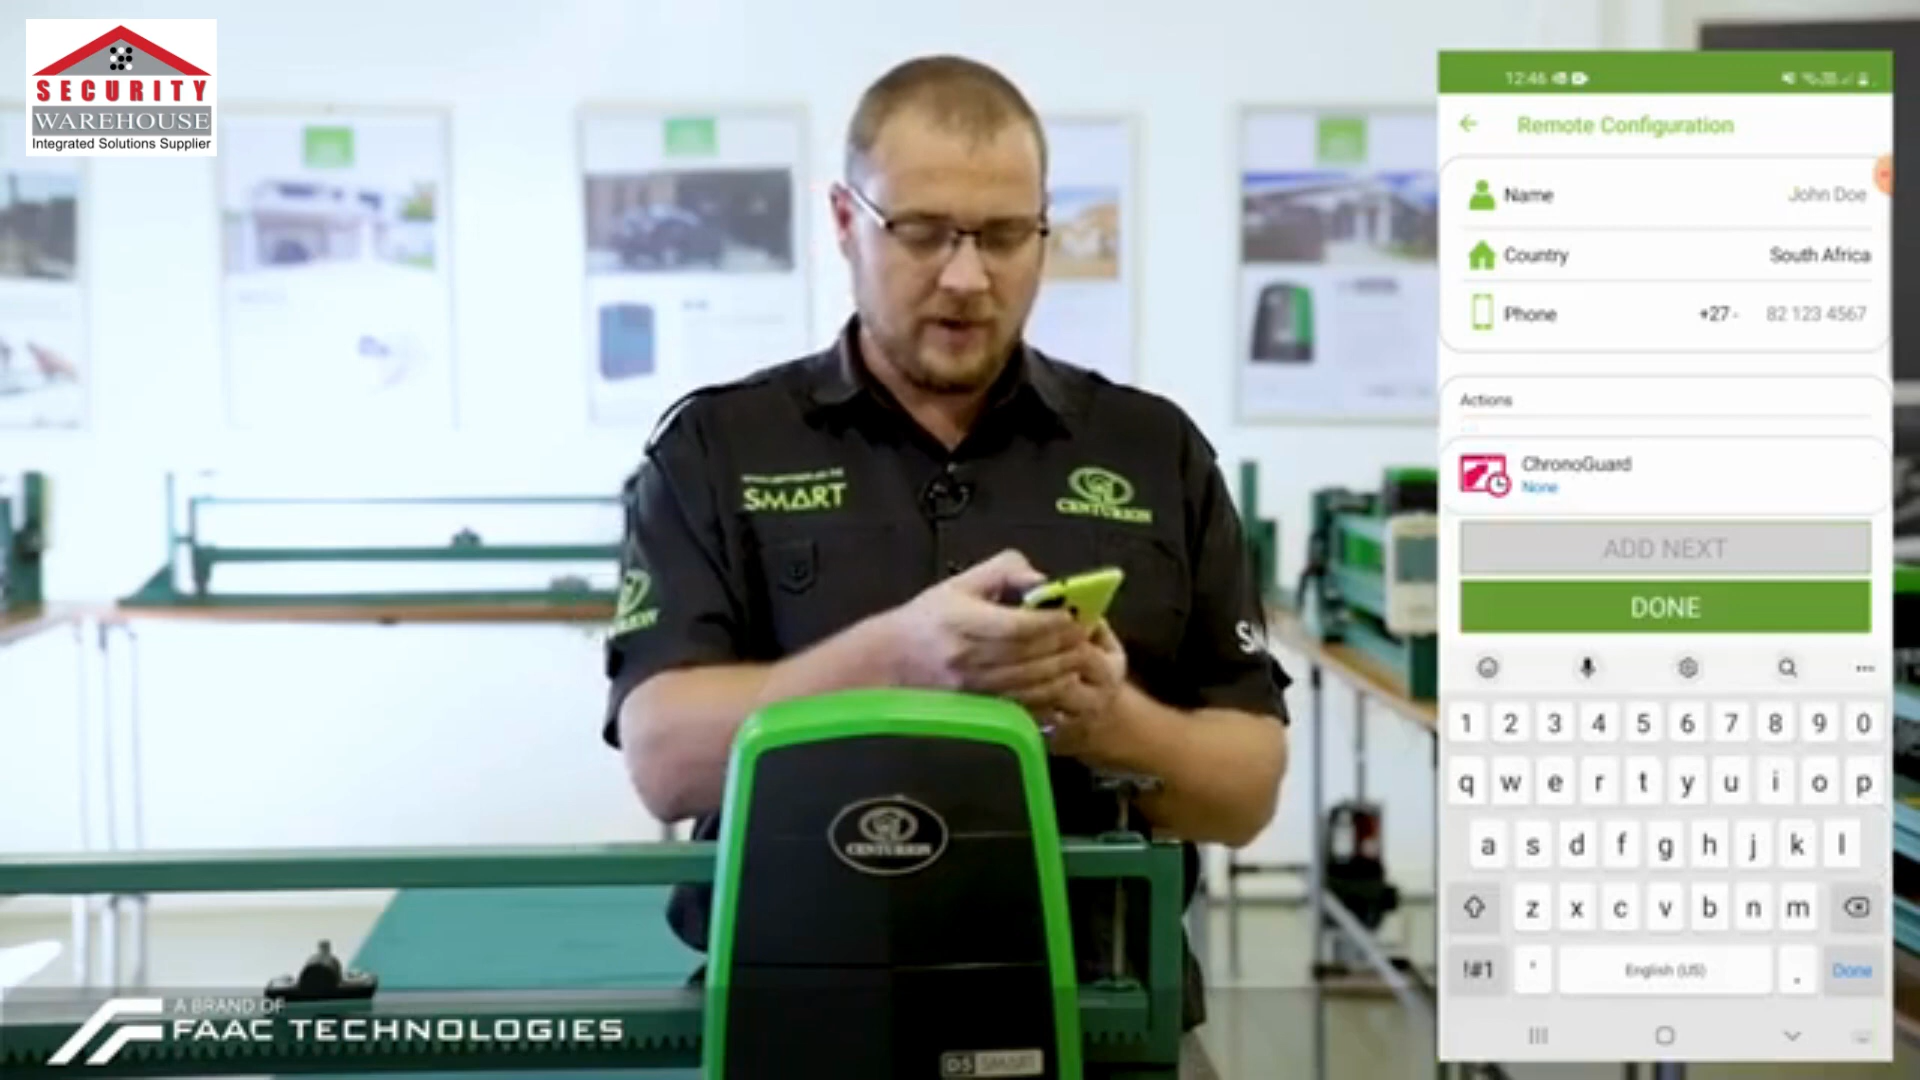 SECURITY
WAREHOUSE
Integrated Solutions Supplier
SMART
CENTURION
CENTURION
D5 SMART
A BRAND OF
FAAC TECHNOLOGIES
12:46
Remote Configuration
Name John Doe
Country South Africa
Phone +27 - 82 123 4567
Actions
ChronoGuard
None
ADD NEXT
DONE
1 2 3 4 5 6 7 8 9 0
q w e r t y u i o p
a s d f g h j k l
z x c v b n m
!#1 ' English (US) . Done